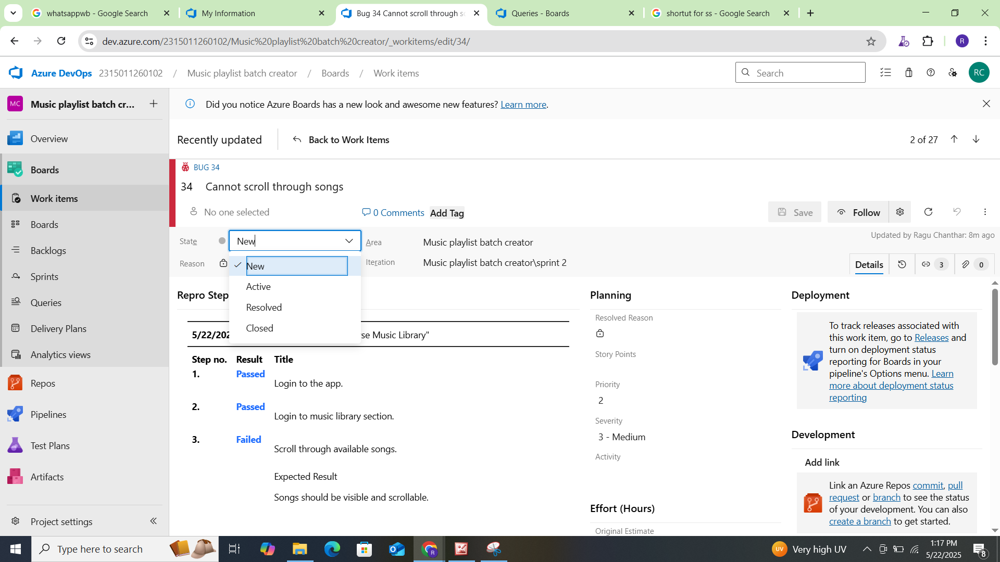 whatsappwb - Google Search
My Information
Bug 34 Cannot scroll through so
Queries - Boards
shortut for ss - Google Search
dev.azure.com/2315011260102/Music%20playlist%20batch%20creator/_workitems/edit/34/
R
Azure DevOps
2315011260102 / Music playlist batch creator / Boards / Work items
Search
RC
MC
Music playlist batch cr...
Did you notice Azure Boards has a new look and awesome new features? Learn more.
Overview
Boards
Work items
Boards
Backlogs
Sprints
Queries
Delivery Plans
Analytics views
Repos
Pipelines
Test Plans
Artifacts
Project settings
Recently updated
Back to Work Items
2 of 27
BUG 34
34 Cannot scroll through songs
No one selected
0 Comments
Add Tag
Save
Follow
State
New
Area
Music playlist batch creator
Updated by Ragu Chanthar: 8m ago
Reason
Iteration
Music playlist batch creator\sprint 2
Details
3
0
New
Active
Resolved
Closed
Repro Step
5/22/202
se Music Library"
Step no. Result Title
1. Passed
Login to the app.
2. Passed
Login to music library section.
3. Failed
Scroll through available songs.
Expected Result
Songs should be visible and scrollable.
Planning
Resolved Reason
Story Points
Priority
2
Severity
3 - Medium
Activity
Effort (Hours)
Original Estimate
Deployment
To track releases associated with
this work item, go to Releases and
turn on deployment status
reporting for Boards in your
pipeline's Options menu. Learn
more about deployment status
reporting
Development
Add link
Link an Azure Repos commit, pull
request or branch to see the status
of your development. You can also
create a branch to get started.
Type here to search
R
UV
Very high UV
1:17 PM
5/22/2025
8